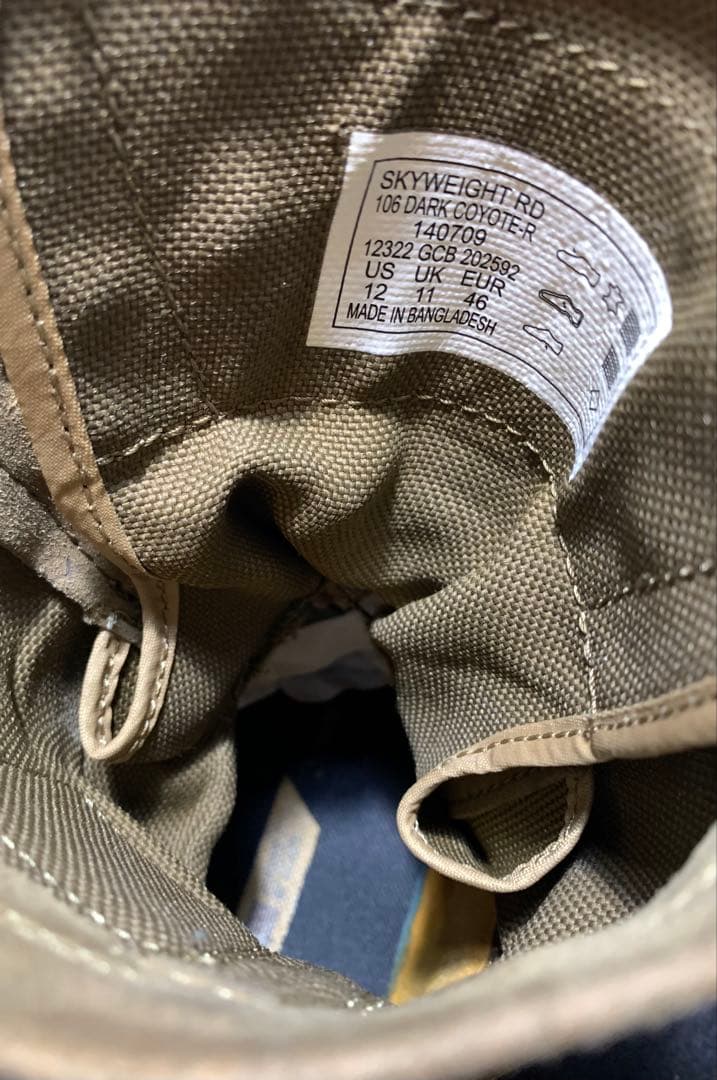 SKYWEIGHT RD
106 DARK COYOTE-R
140709
12322 GCB 202592
US UK EUR
12 11 46
MADE IN BANGLADESH